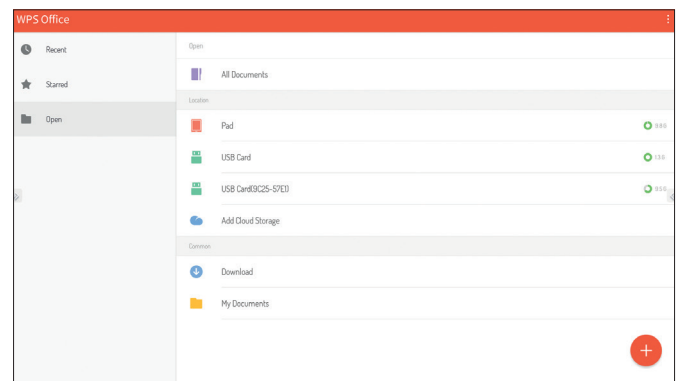 WPS Office
Recent
Starred
Open
Open
All Documents
Location
Pad
USB Card
USB Card(9C25-57E1)
Add Cloud Storage
Common
Download
My Documents